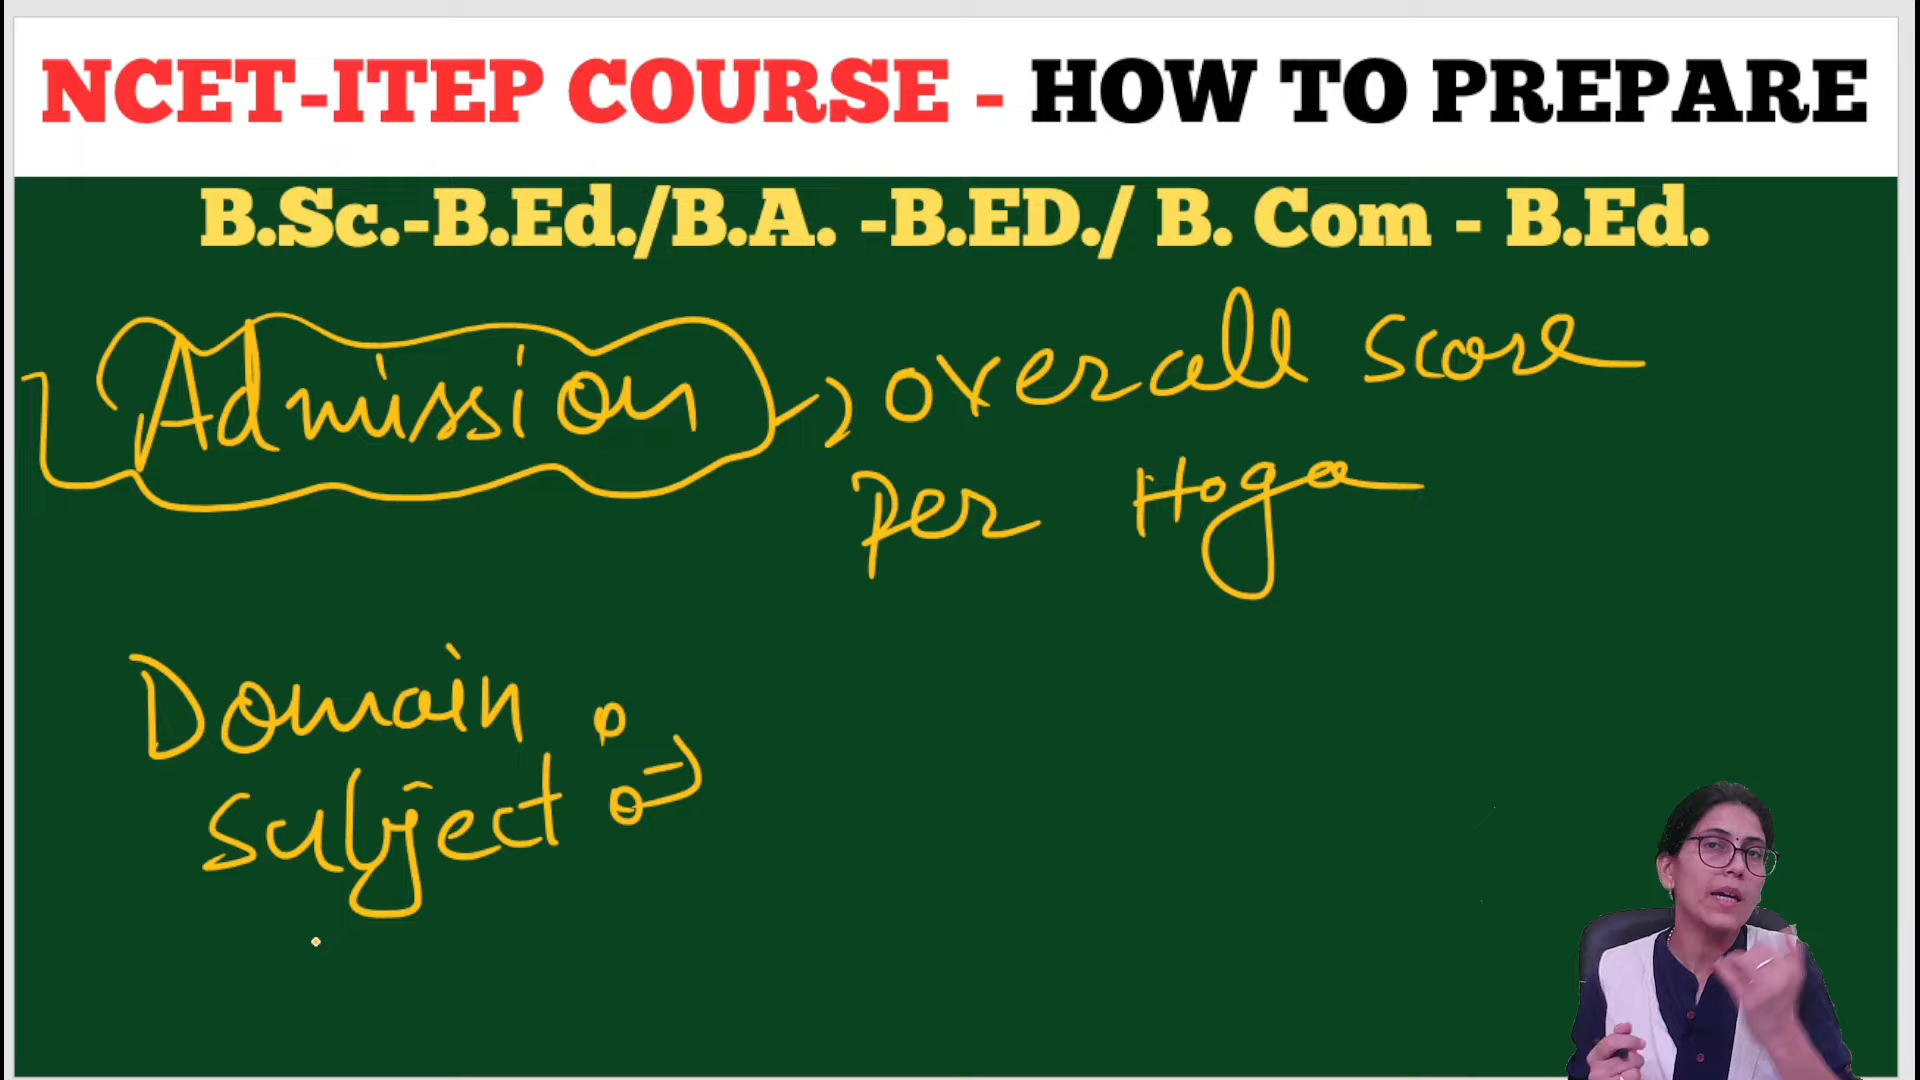 NCET-ITEP COURSE - HOW TO PREPARE
B.Sc.-B.Ed./B.A. -B.ED./ B. Com - B.Ed.
Admission overall score
Per Hoga
Domain
Subject